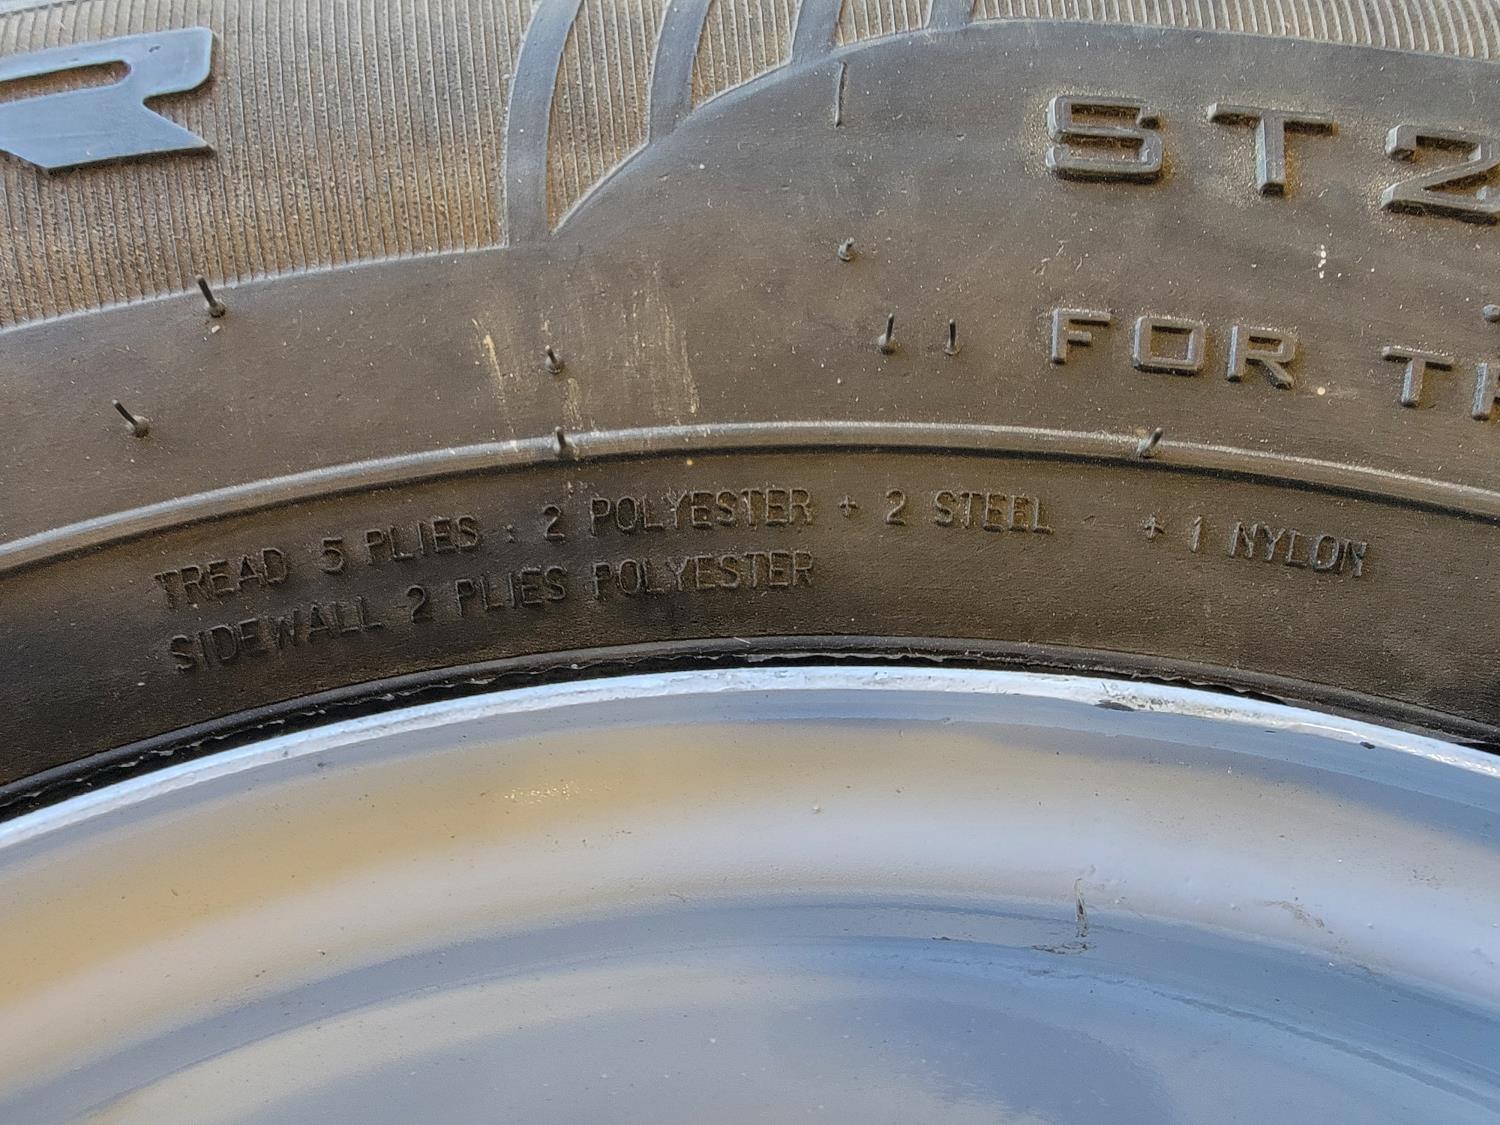 R
ST2
FOR TR
TREAD 5 PLIES : 2 POLYESTER + 2 STEEL + 1 NYLON
SIDEWALL 2 PLIES POLYESTER